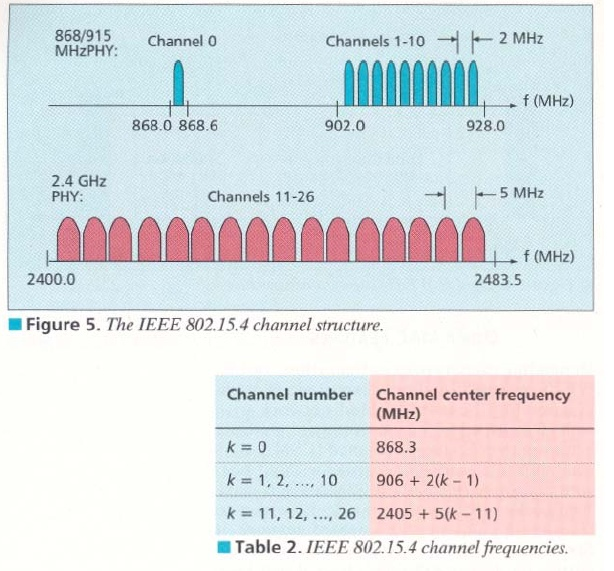 868/915
MHzPHY:
Channel 0
Channels 1-10
2 MHz
f (MHz)
868.0 868.6
902.0
928.0
2.4 GHz
PHY:
Channels 11-26
5 MHz
f (MHz)
2400.0
2483.5
Figure 5. The IEEE 802.15.4 channel structure.
Channel number Channel center frequency
(MHz)
k = 0 868.3
k = 1, 2, ..., 10 906 + 2(k – 1)
k = 11, 12, ..., 26 2405 + 5(k – 11)
Table 2. IEEE 802.15.4 channel frequencies.